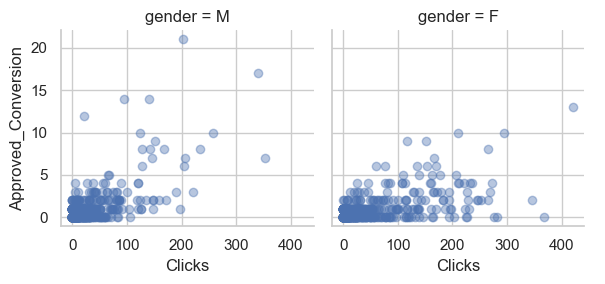 gender = M
gender = F
Approved_Conversion
20
15
10
5
0
0 100 200 300 400
0 100 200 300 400
Clicks
Clicks